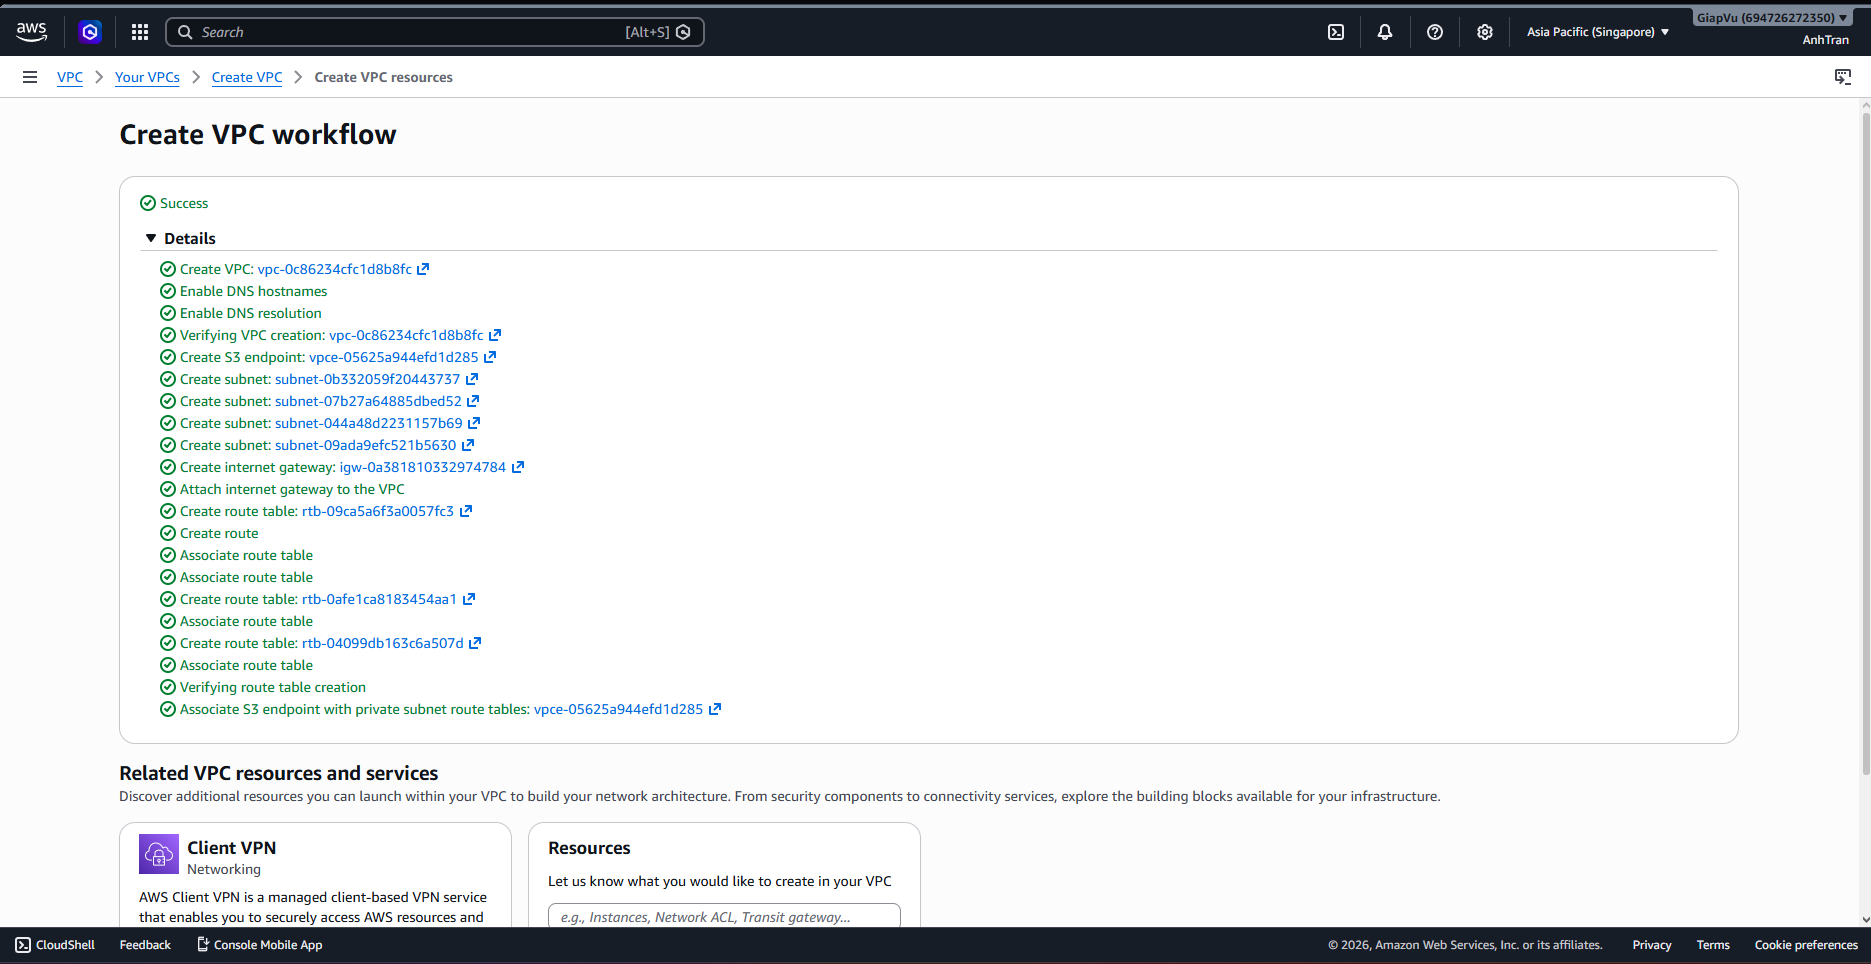 aws
Search
[Alt+S]
Asia Pacific (Singapore)
GiapVu (694726272350)
AnhTran
VPC
Your VPCs
Create VPC
Create VPC resources
Create VPC workflow
Success
Details
Create VPC: vpc-0c86234cfc1d8b8fc
Enable DNS hostnames
Enable DNS resolution
Verifying VPC creation: vpc-0c86234cfc1d8b8fc
Create S3 endpoint: vpce-05625a944efd1d285
Create subnet: subnet-0b332059f20443737
Create subnet: subnet-07b27a64885dbed52
Create subnet: subnet-044a48d2231157b69
Create subnet: subnet-09ada9efc521b5630
Create internet gateway: igw-0a381810332974784
Attach internet gateway to the VPC
Create route table: rtb-09ca5a6f3a0057fc3
Create route
Associate route table
Associate route table
Create route table: rtb-0afe1ca8183454aa1
Associate route table
Create route table: rtb-04099db163c6a507d
Associate route table
Verifying route table creation
Associate S3 endpoint with private subnet route tables: vpce-05625a944efd1d285
Related VPC resources and services
Discover additional resources you can launch within your VPC to build your network architecture. From security components to connectivity services, explore the building blocks available for your infrastructure.
Client VPN
Networking
AWS Client VPN is a managed client-based VPN service
that enables you to securely access AWS resources and
Resources
Let us know what you would like to create in your VPC
e.g., Instances, Network ACL, Transit gateway...
CloudShell
Feedback
Console Mobile App
© 2026, Amazon Web Services, Inc. or its affiliates.
Privacy
Terms
Cookie preferences